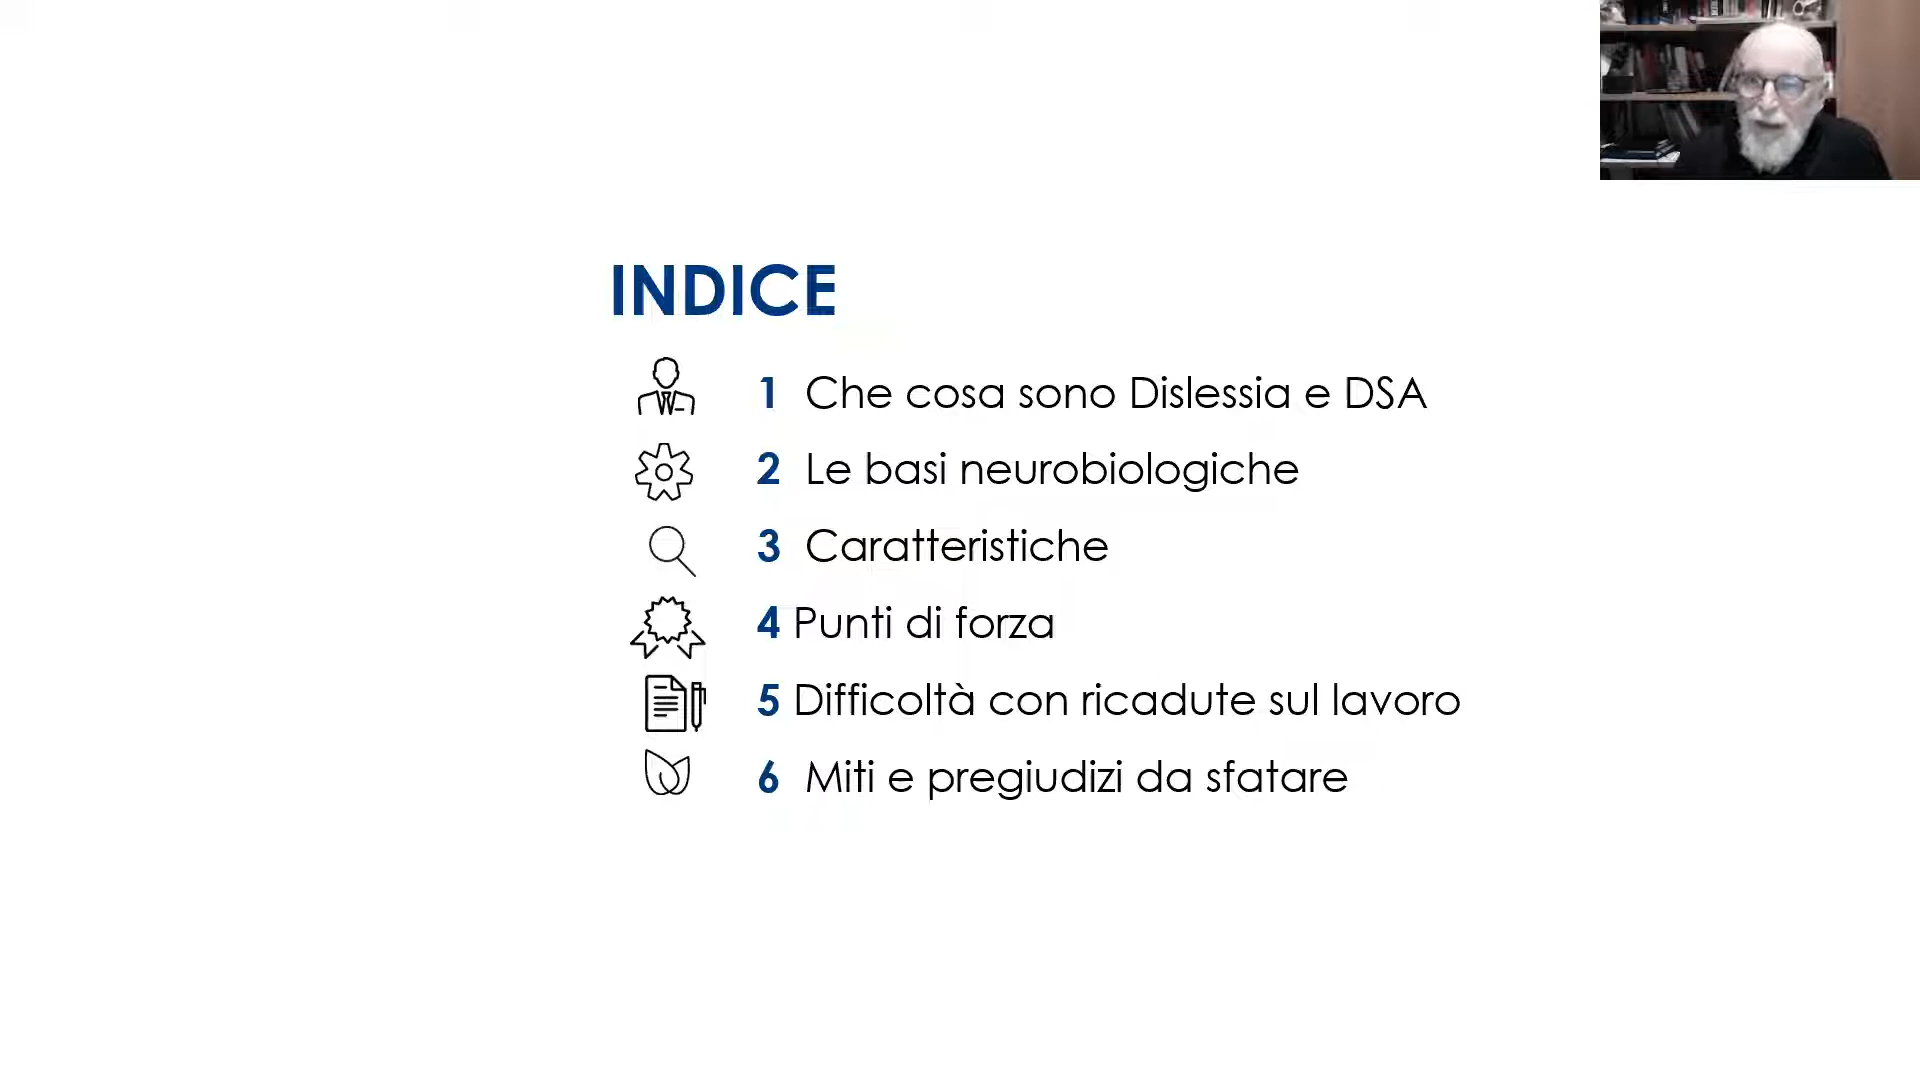 INDICE
1 Che cosa sono Dislessia e DSA
2 Le basi neurobiologiche
3 Caratteristiche
4 Punti di forza
5 Difficoltà con ricadute sul lavoro
6 Miti e pregiudizi da sfatare